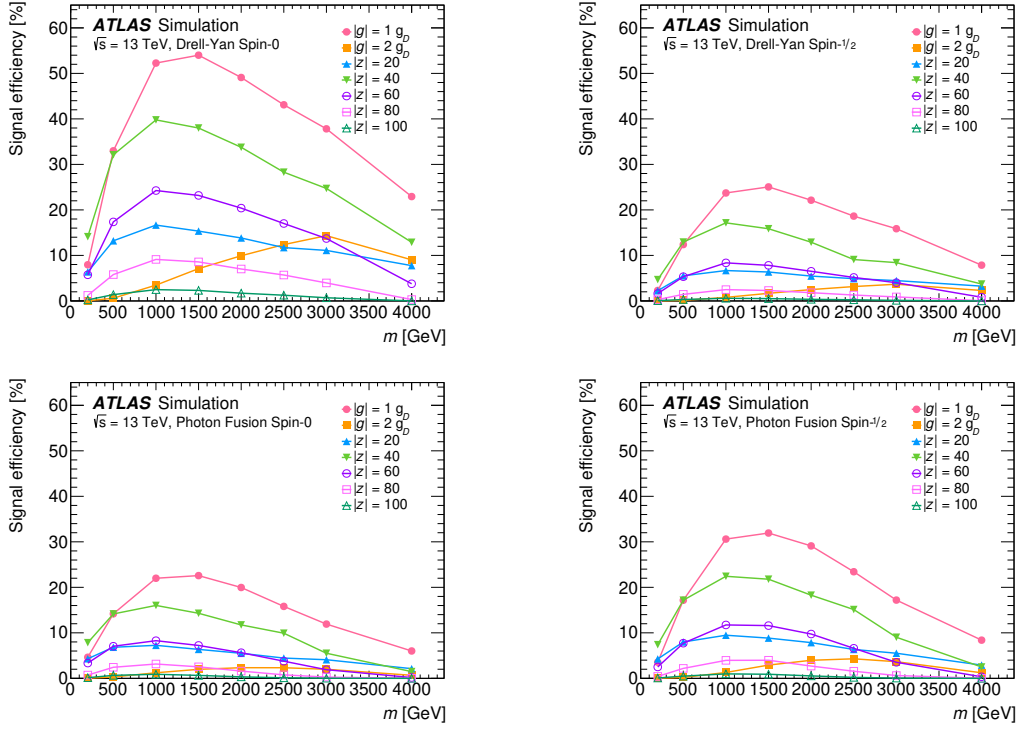 ATLAS Simulation
√s = 13 TeV, Drell-Yan Spin-0
|g| = 1 g_D
|g| = 2 g_D
|z| = 20
|z| = 40
|z| = 60
|z| = 80
|z| = 100
Signal efficiency [%]
60
50
40
30
20
10
0
0 500 1000 1500 2000 2500 3000 3500 4000
m [GeV]
ATLAS Simulation
√s = 13 TeV, Drell-Yan Spin-1/2
|g| = 1 g_D
|g| = 2 g_D
|z| = 20
|z| = 40
|z| = 60
|z| = 80
|z| = 100
Signal efficiency [%]
60
50
40
30
20
10
0
0 500 1000 1500 2000 2500 3000 3500 4000
m [GeV]
ATLAS Simulation
√s = 13 TeV, Photon Fusion Spin-0
|g| = 1 g_D
|g| = 2 g_D
|z| = 20
|z| = 40
|z| = 60
|z| = 80
|z| = 100
Signal efficiency [%]
60
50
40
30
20
10
0
0 500 1000 1500 2000 2500 3000 3500 4000
m [GeV]
ATLAS Simulation
√s = 13 TeV, Photon Fusion Spin-1/2
|g| = 1 g_D
|g| = 2 g_D
|z| = 20
|z| = 40
|z| = 60
|z| = 80
|z| = 100
Signal efficiency [%]
60
50
40
30
20
10
0
0 500 1000 1500 2000 2500 3000 3500 4000
m [GeV]